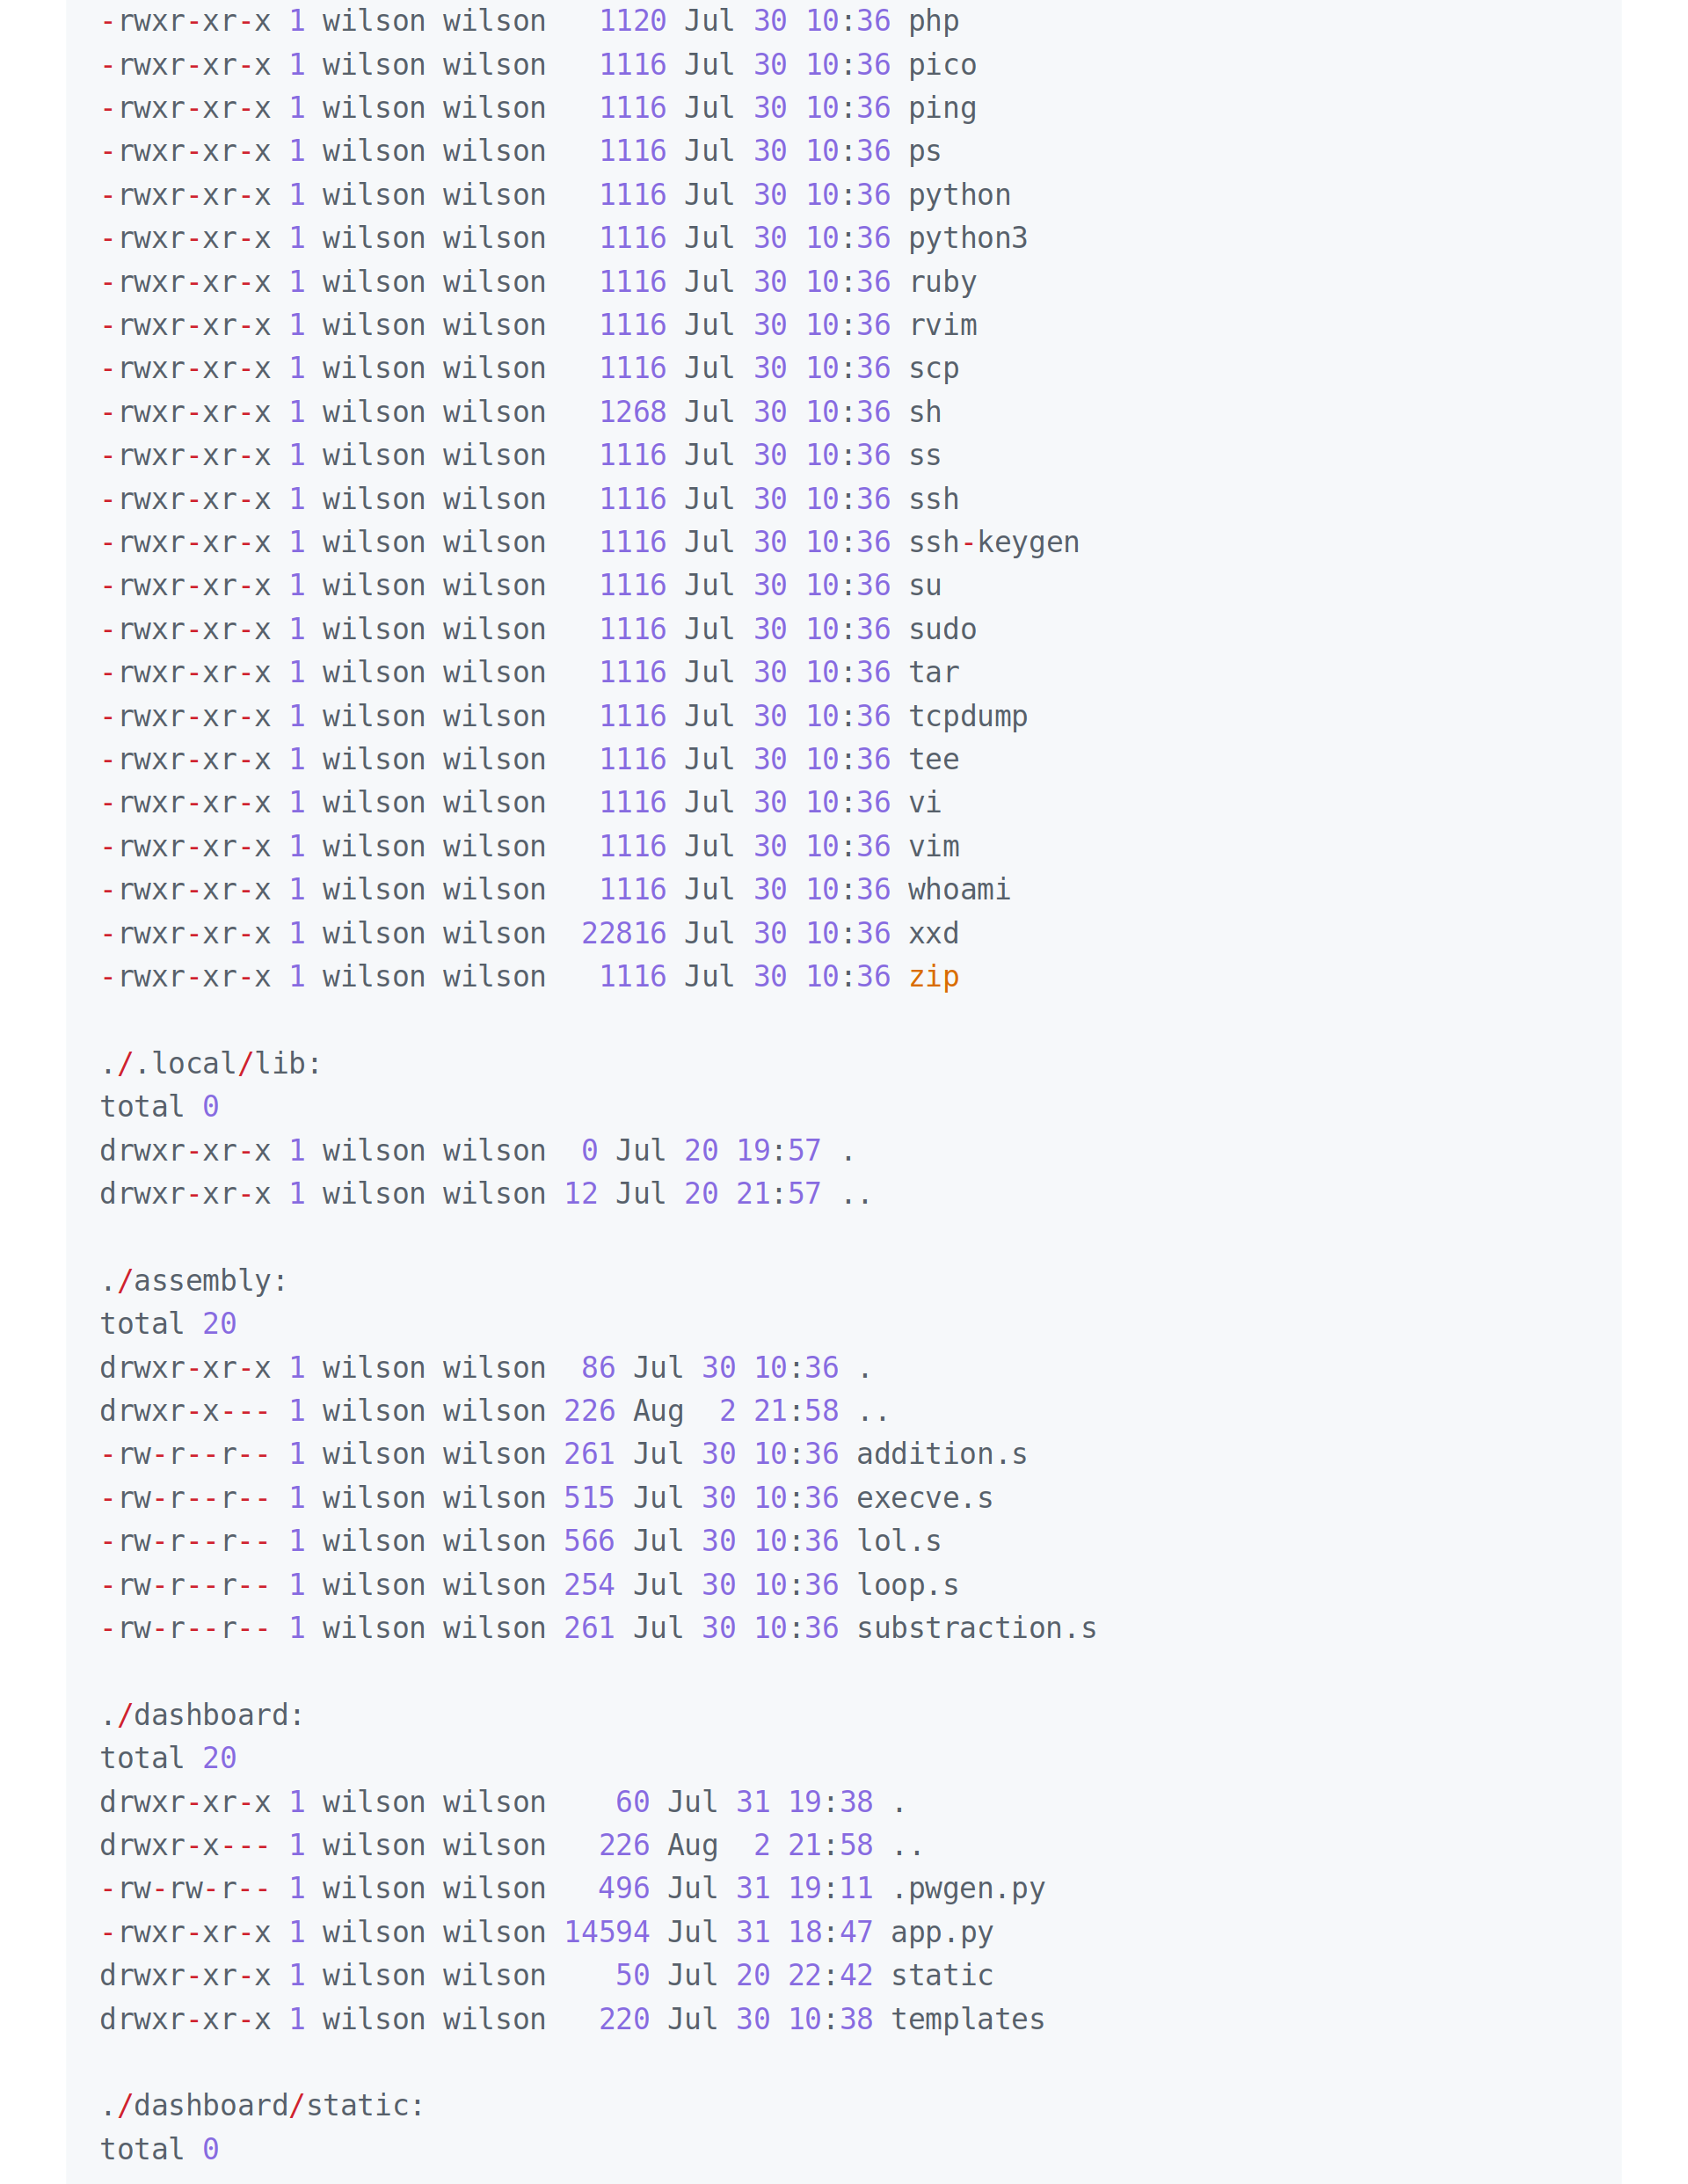 -rwxr-xr-x 1 wilson wilson   1120 Jul 30 10:36 php
-rwxr-xr-x 1 wilson wilson   1116 Jul 30 10:36 pico
-rwxr-xr-x 1 wilson wilson   1116 Jul 30 10:36 ping
-rwxr-xr-x 1 wilson wilson   1116 Jul 30 10:36 ps
-rwxr-xr-x 1 wilson wilson   1116 Jul 30 10:36 python
-rwxr-xr-x 1 wilson wilson   1116 Jul 30 10:36 python3
-rwxr-xr-x 1 wilson wilson   1116 Jul 30 10:36 ruby
-rwxr-xr-x 1 wilson wilson   1116 Jul 30 10:36 rvim
-rwxr-xr-x 1 wilson wilson   1116 Jul 30 10:36 scp
-rwxr-xr-x 1 wilson wilson   1268 Jul 30 10:36 sh
-rwxr-xr-x 1 wilson wilson   1116 Jul 30 10:36 ss
-rwxr-xr-x 1 wilson wilson   1116 Jul 30 10:36 ssh
-rwxr-xr-x 1 wilson wilson   1116 Jul 30 10:36 ssh-keygen
-rwxr-xr-x 1 wilson wilson   1116 Jul 30 10:36 su
-rwxr-xr-x 1 wilson wilson   1116 Jul 30 10:36 sudo
-rwxr-xr-x 1 wilson wilson   1116 Jul 30 10:36 tar
-rwxr-xr-x 1 wilson wilson   1116 Jul 30 10:36 tcpdump
-rwxr-xr-x 1 wilson wilson   1116 Jul 30 10:36 tee
-rwxr-xr-x 1 wilson wilson   1116 Jul 30 10:36 vi
-rwxr-xr-x 1 wilson wilson   1116 Jul 30 10:36 vim
-rwxr-xr-x 1 wilson wilson   1116 Jul 30 10:36 whoami
-rwxr-xr-x 1 wilson wilson  22816 Jul 30 10:36 xxd
-rwxr-xr-x 1 wilson wilson   1116 Jul 30 10:36 zip

././.local/lib:
total 0
drwxr-xr-x 1 wilson wilson  0 Jul 20 19:57 .
drwxr-xr-x 1 wilson wilson 12 Jul 20 21:57 ..

./assembly:
total 20
drwxr-xr-x 1 wilson wilson  86 Jul 30 10:36 .
drwxr-x--- 1 wilson wilson 226 Aug  2 21:58 ..
-rw-r--r-- 1 wilson wilson 261 Jul 30 10:36 addition.s
-rw-r--r-- 1 wilson wilson 515 Jul 30 10:36 execve.s
-rw-r--r-- 1 wilson wilson 566 Jul 30 10:36 lol.s
-rw-r--r-- 1 wilson wilson 254 Jul 30 10:36 loop.s
-rw-r--r-- 1 wilson wilson 261 Jul 30 10:36 substraction.s

./dashboard:
total 20
drwxr-xr-x 1 wilson wilson    60 Jul 31 19:38 .
drwxr-x--- 1 wilson wilson   226 Aug  2 21:58 ..
-rw-rw-r-- 1 wilson wilson   496 Jul 31 19:11 .pwgen.py
-rwxr-xr-x 1 wilson wilson 14594 Jul 31 18:47 app.py
drwxr-xr-x 1 wilson wilson    50 Jul 20 22:42 static
drwxr-xr-x 1 wilson wilson   220 Jul 30 10:38 templates

./dashboard/static:
total 0